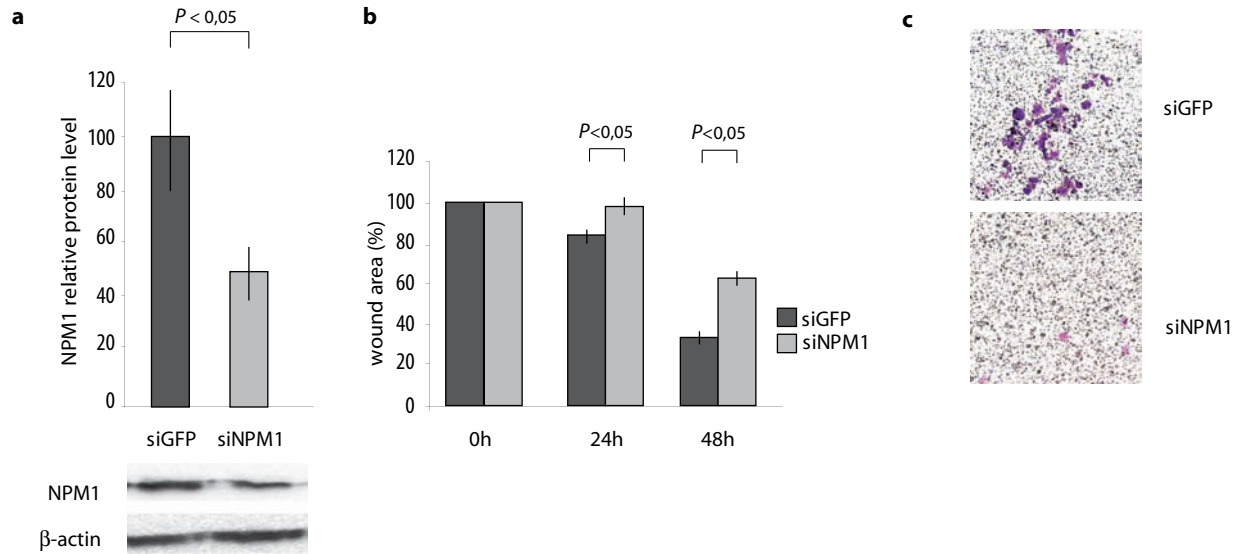 a
P < 0,05
NPM1 relative protein level
120
100
80
60
40
20
0
siGFP siNPM1
NPM1
β-actin
b
P<0,05 P<0,05
wound area (%)
120
100
80
60
40
20
0
0h 24h 48h
siGFP
siNPM1
c
siGFP
siNPM1